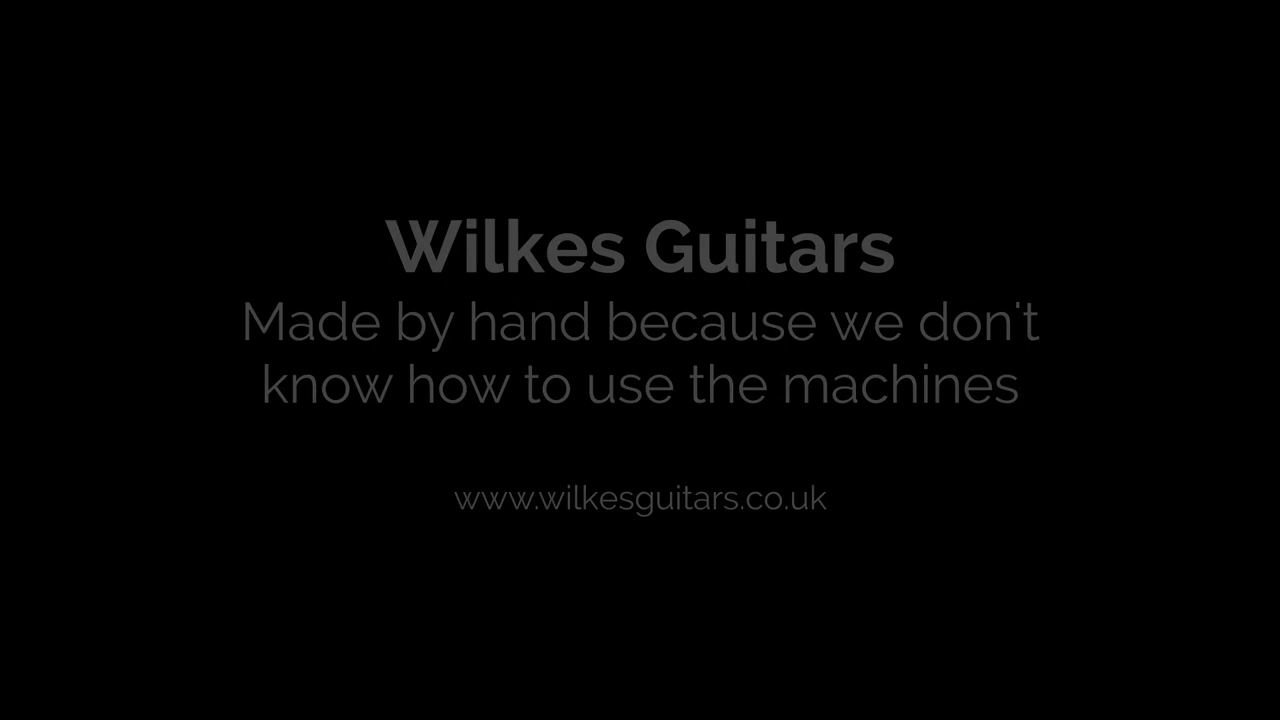 Wilkes Guitars
Made by hand because we don't
know how to use the machines
www.wilkesguitars.co.uk